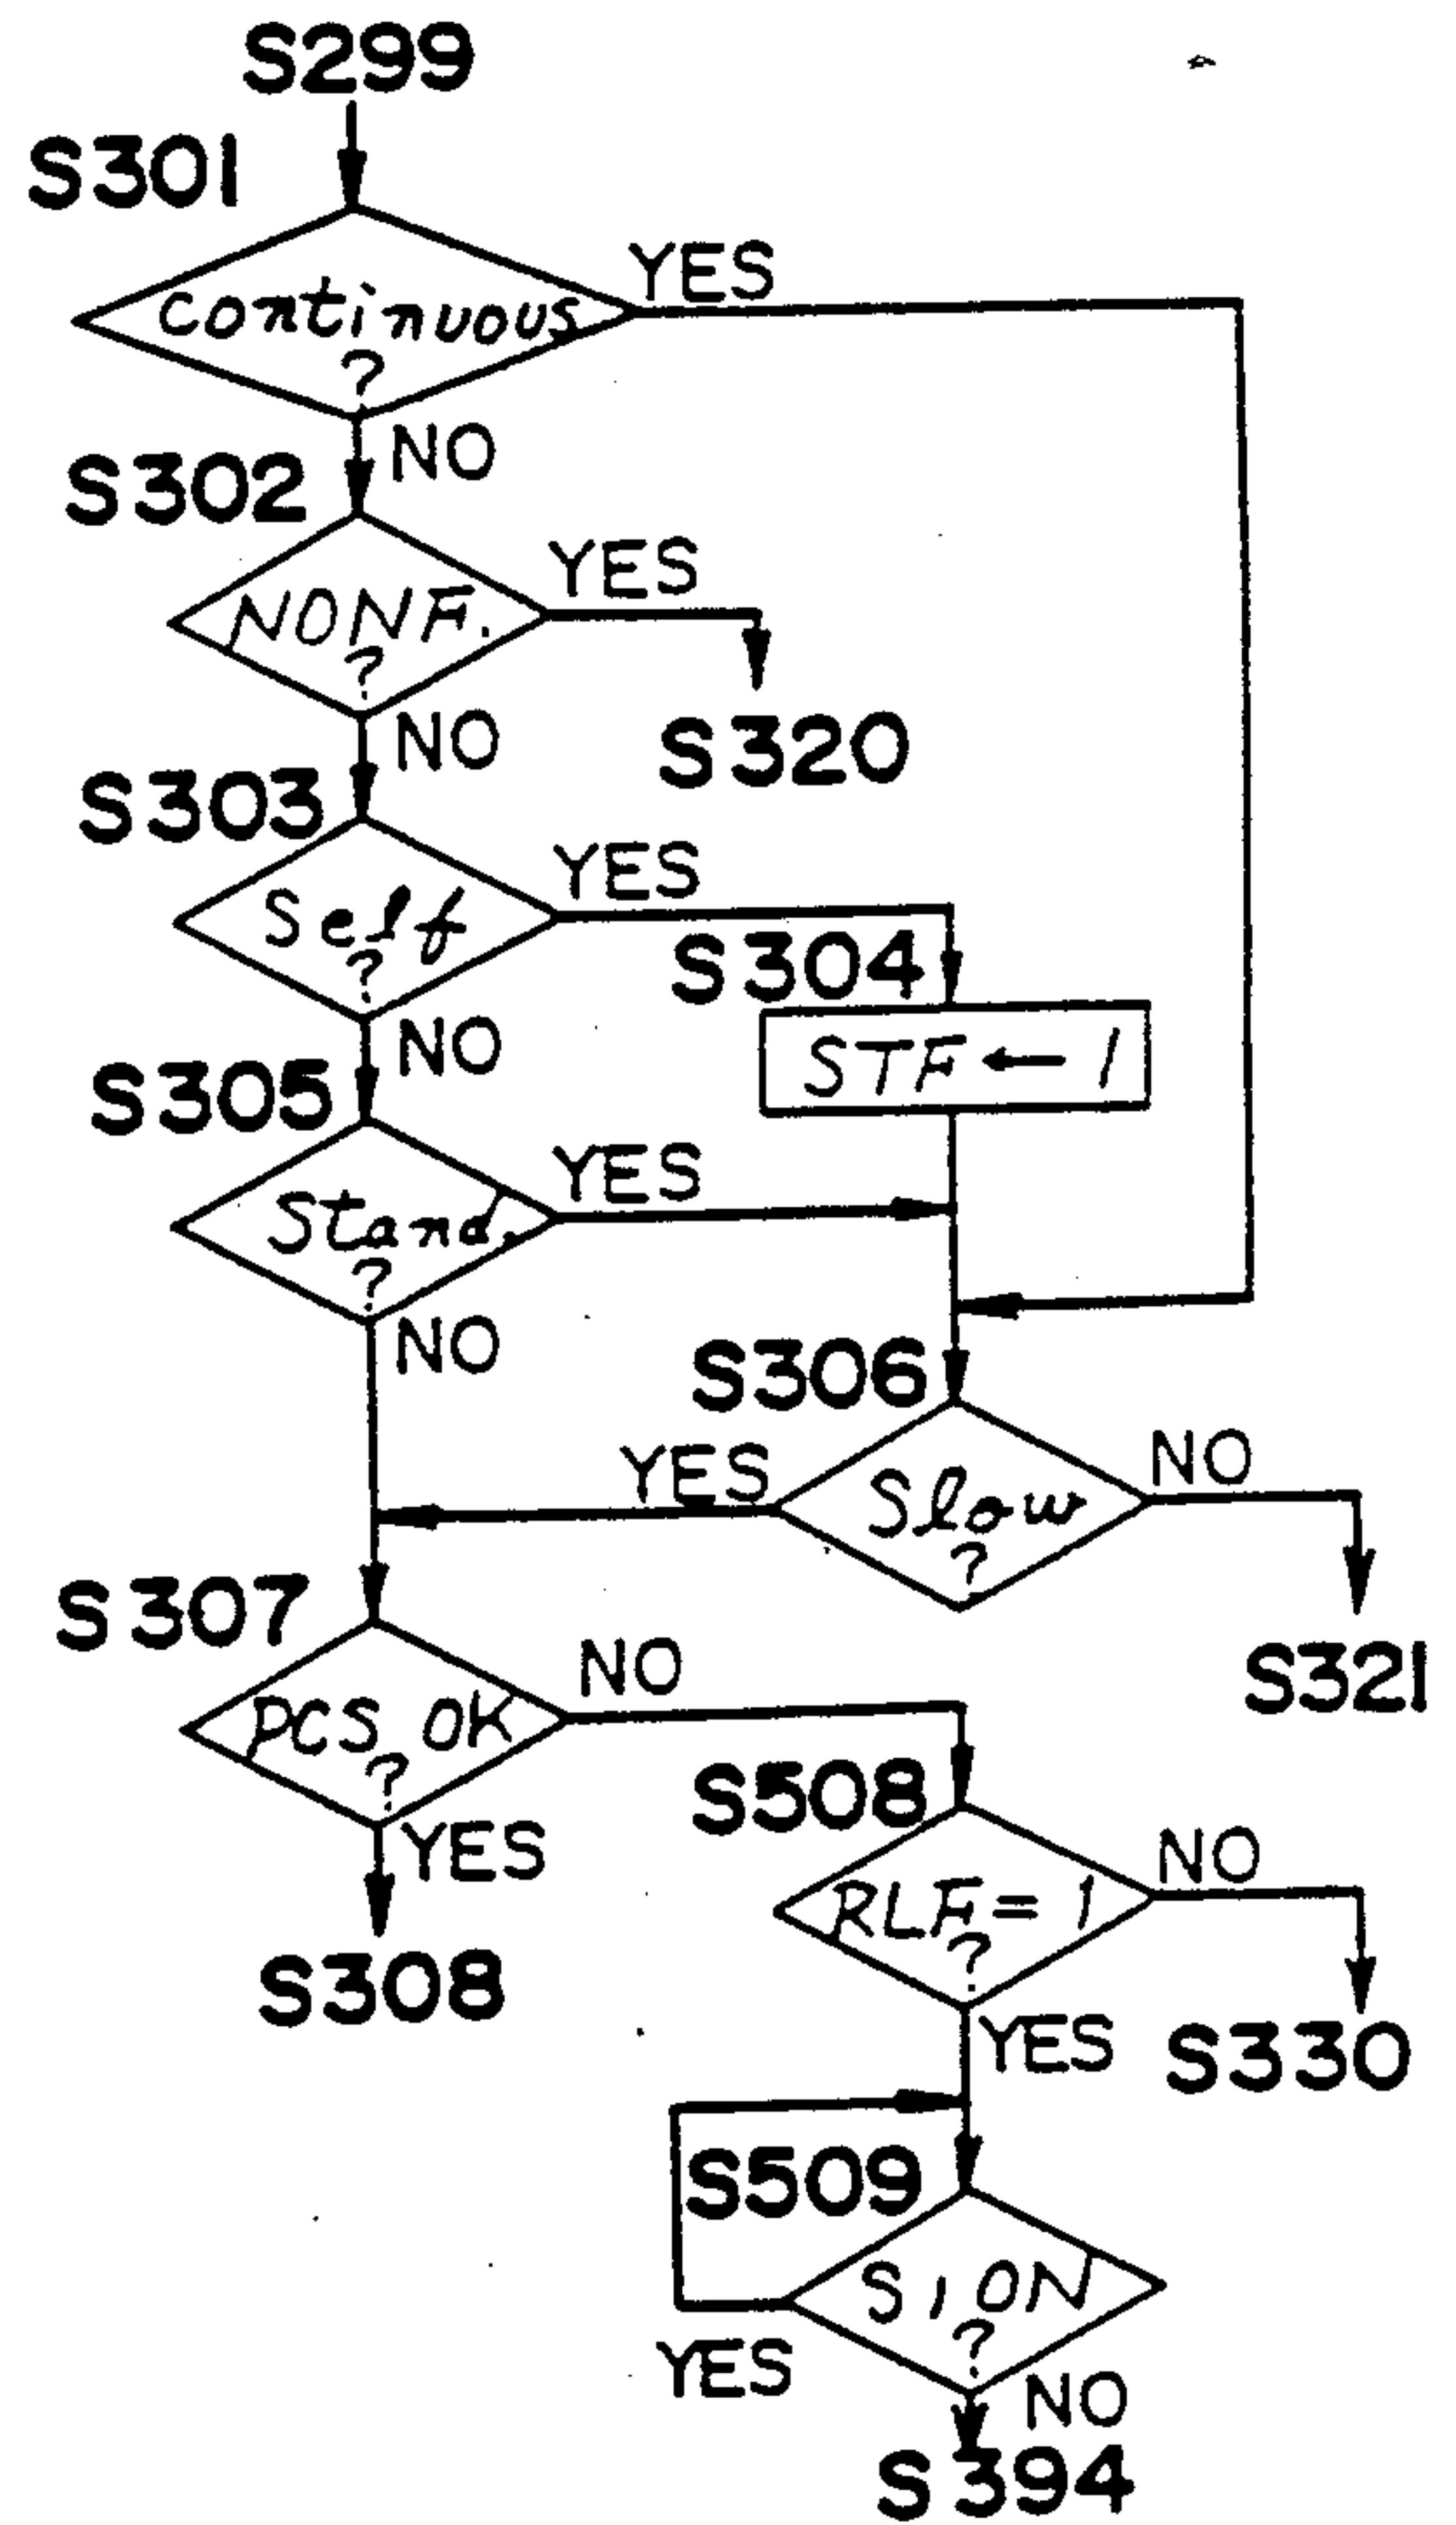 S299
S301
continuous
?
YES
NO
S302
NONF.
?
YES
NO
S320
S303
Self
?
YES
NO
S304
STF ← 1
S305
Stand.
?
YES
NO
S306
Slow
?
YES
NO
S321
S307
PCS OK
?
NO
YES
S308
S508
RLF = 1
?
NO
YES
S330
S509
S1 ON
?
YES
NO
S394